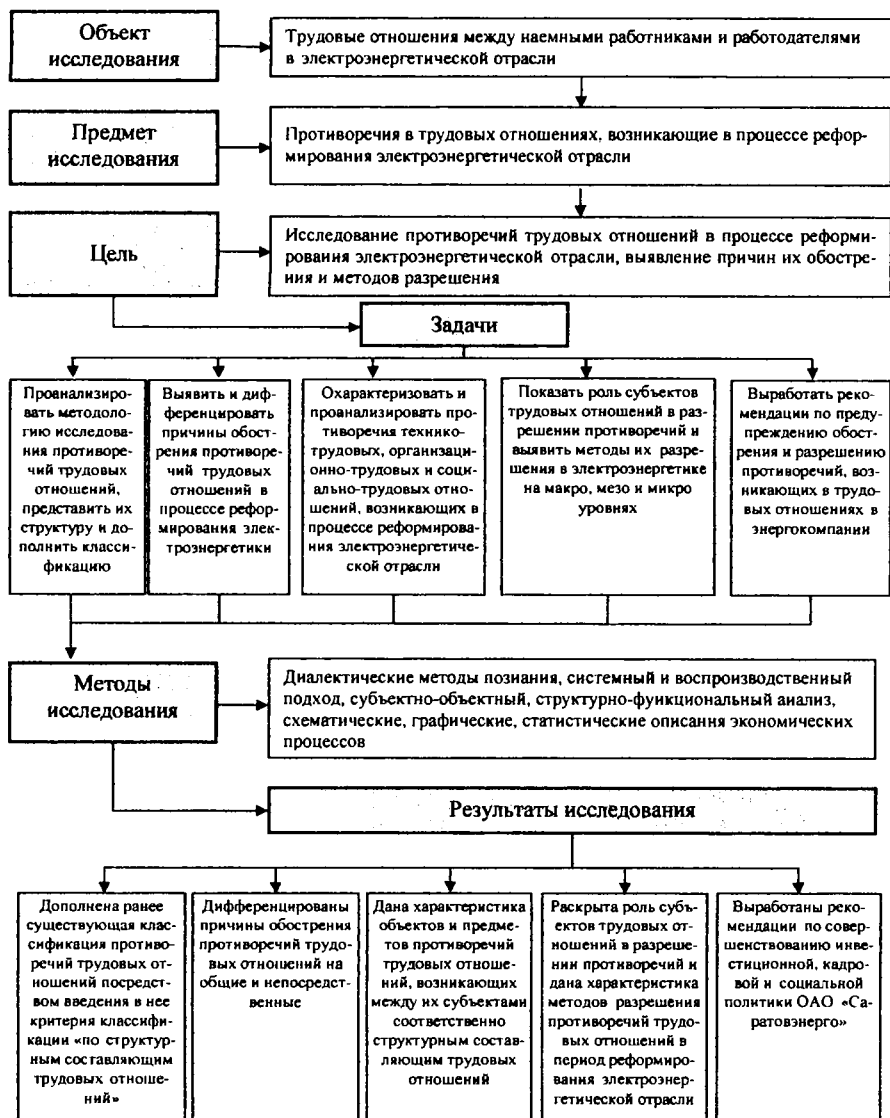 Объект
исследования
Трудовые отношения между наемными работниками и работодателями
в электроэнергетической отрасли
Предмет
исследования
Противоречия в трудовых отношениях, возникающие в процессе рефор-
мирования электроэнергетической отрасли
Цель
Исследование противоречий трудовых отношений в процессе реформи-
рования электроэнергетической отрасли, выявление причин их обостре-
ния и методов разрешения
Задачи
Проанализиро-
вать методоло-
гию исследова-
ния противоре-
чий трудовых
отношений,
представить их
структуру и до-
полнить класси-
фикацию
Выявить и диф-
ференцировать
причины обост-
рения противоре-
чий трудовых
отношений в
процессе рефор-
мирования элек-
троэнергетики
Охарактеризовать и
проанализировать про-
тиворечия технико-
трудовых, организаци-
онно-трудовых и соци-
ально-трудовых отно-
шений, возникающих в
процессе реформирова-
ния электроэнергетиче-
ской отрасли
Показать роль субъектов
трудовых отношений в раз-
решении противоречий и
выявить методы их разре-
шения в электроэнергетике
на макро, мезо и микро
уровнях
Выработать реко-
мендации по преду-
преждению обост-
рения и разрешению
противоречий, воз-
никающих в трудо-
вых отношениях в
энергокомпании
Методы
исследования
Диалектические методы познания, системный и воспроизводственный
подход, субъектно-объектный, структурно-функциональный анализ,
схематические, графические, статистические описания экономических
процессов
Результаты исследования
Дополнена ранее
существующая клас-
сификация противо-
речий трудовых от-
ношений посредст-
вом введения в нее
критерия классифи-
кации «по структур-
ным составляющим
трудовых отноше-
ний»
Дифференцированы
причины обострения
противоречий трудо-
вых отношений на
общие и непосредст-
венные
Дана характеристика
объектов и предме-
тов противоречий
трудовых отноше-
ний, возникающих
между их субъектами
соответственно
структурным состав-
ляющим трудовых
отношений
Раскрыта роль субъ-
ектов трудовых от-
ношений в разреше-
нии противоречий и
дана характеристика
методов разрешения
противоречий трудо-
вых отношений в
период реформиро-
вания электроэнер-
гетической отрасли
Выработаны реко-
мендации по совер-
шенствованию инве-
стиционной, кадро-
вой и социальной
политики ОАО «Са-
ратовэнерго»